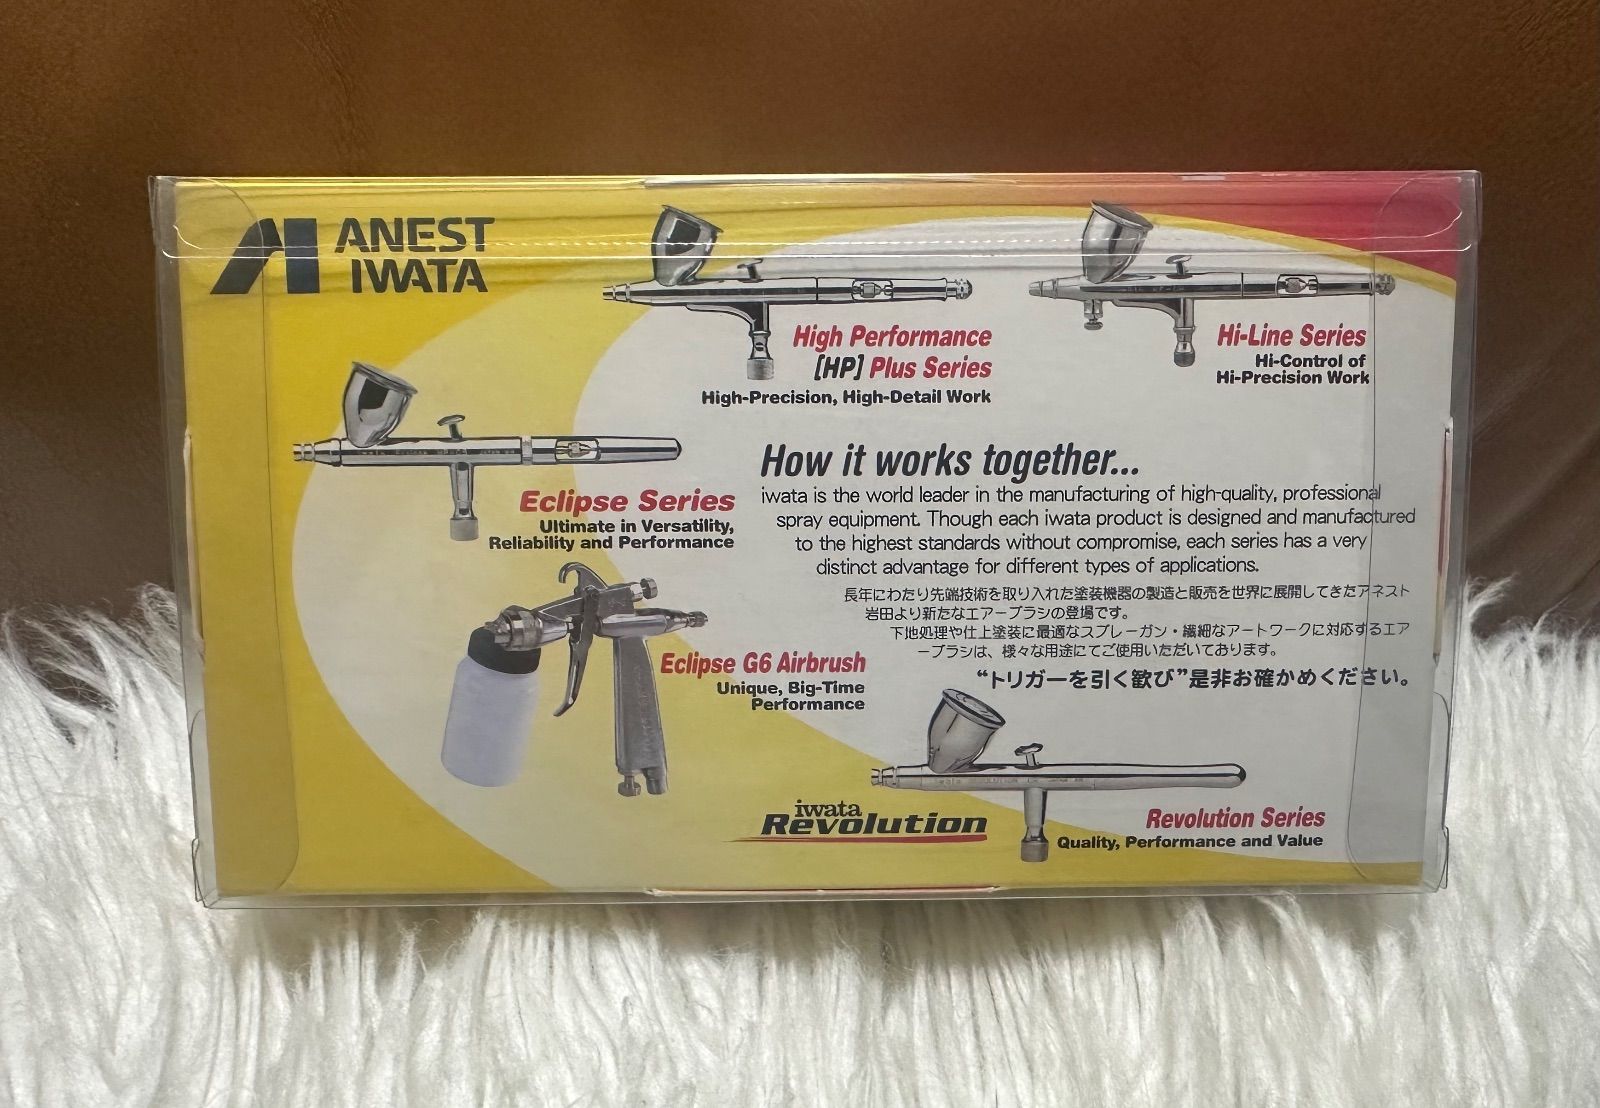 ANEST
IWATA
High Performance
[HP] Plus Series
High-Precision, High-Detail Work
Hi-Line Series
Hi-Control of
Hi-Precision Work
Eclipse Series
Ultimate in Versatility,
Reliability and Performance
How it works together...
iwata is the world leader in the manufacturing of high-quality, professional
spray equipment. Though each iwata product is designed and manufactured
to the highest standards without compromise, each series has a very
distinct advantage for different types of applications.
長年にわたり先端技術を取り入れた塗装機器の製造と販売を世界に展開してきたアネスト
岩田より新たなエアーブラシの登場です。
下地処理や仕上塗装に最適なスプレーガン・繊細なアートワークに対応するエア
ーブラシは、様々な用途にてご使用いただいております。
“トリガーを引く歓び”是非お確かめください。
Eclipse G6 Airbrush
Unique, Big-Time
Performance
iwata
Revolution
Revolution Series
Quality, Performance and Value